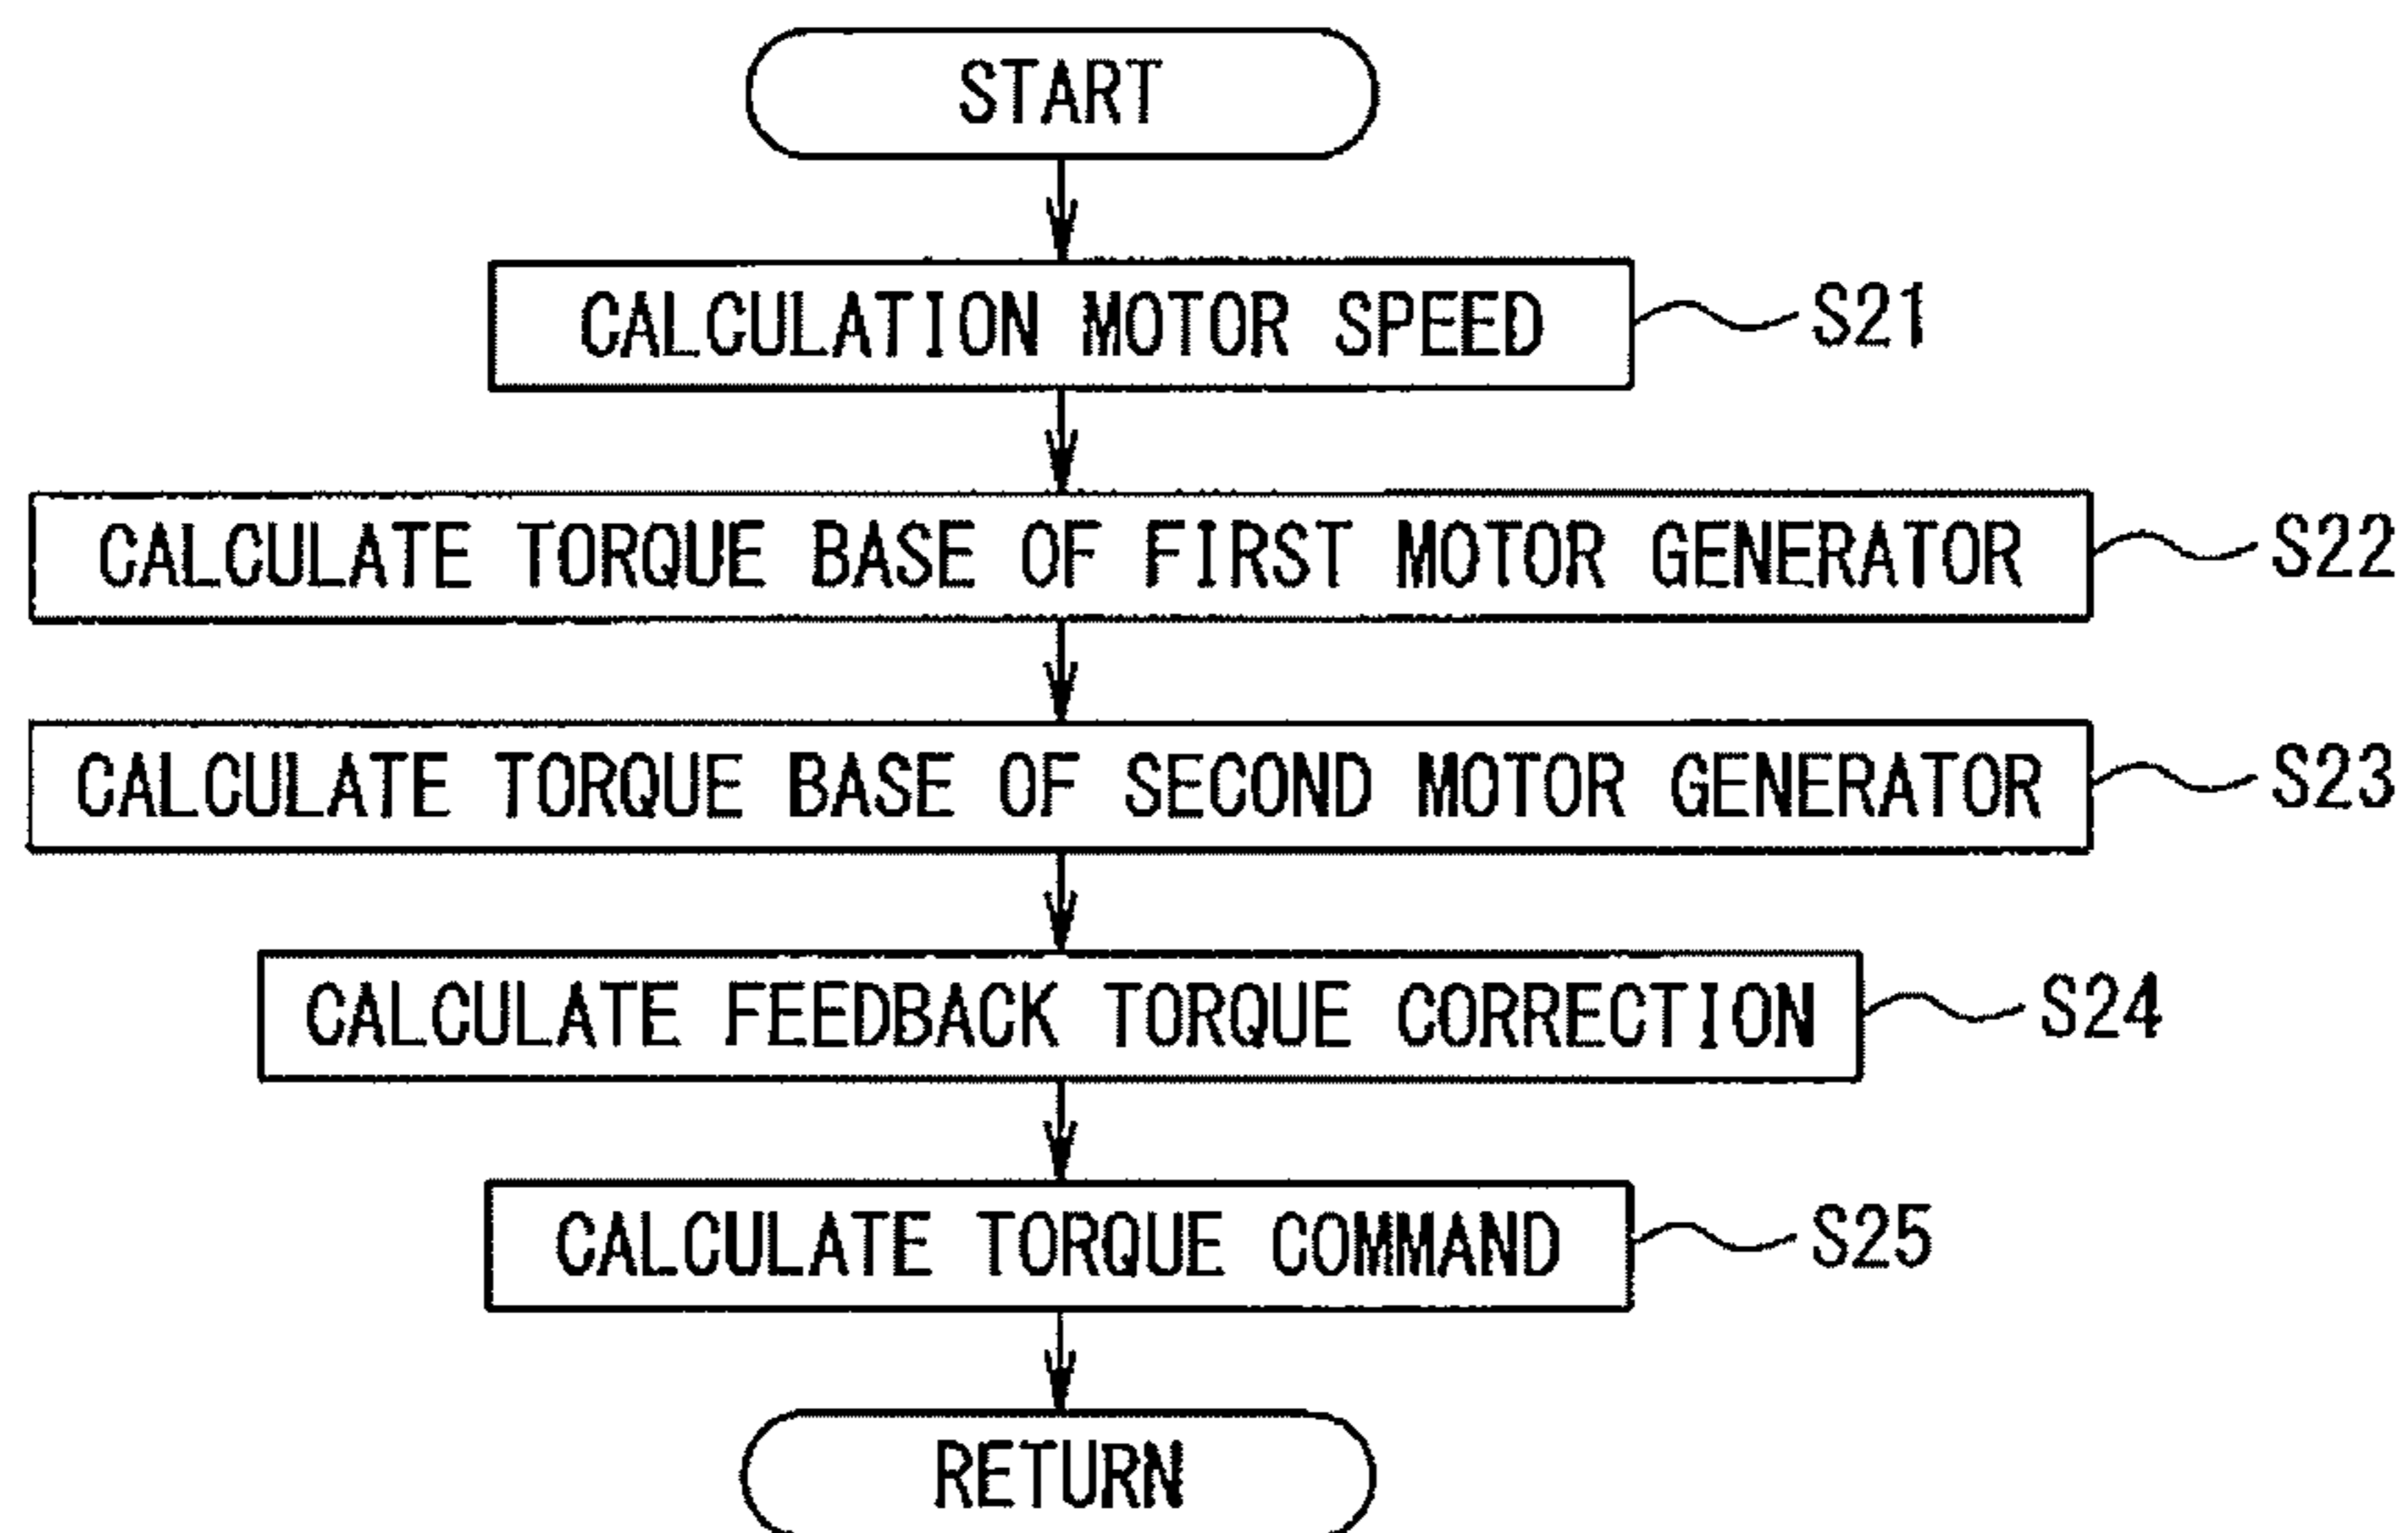 START
CALCULATION MOTOR SPEED S21
CALCULATE TORQUE BASE OF FIRST MOTOR GENERATOR S22
CALCULATE TORQUE BASE OF SECOND MOTOR GENERATOR S23
CALCULATE FEEDBACK TORQUE CORRECTION S24
CALCULATE TORQUE COMMAND S25
RETURN